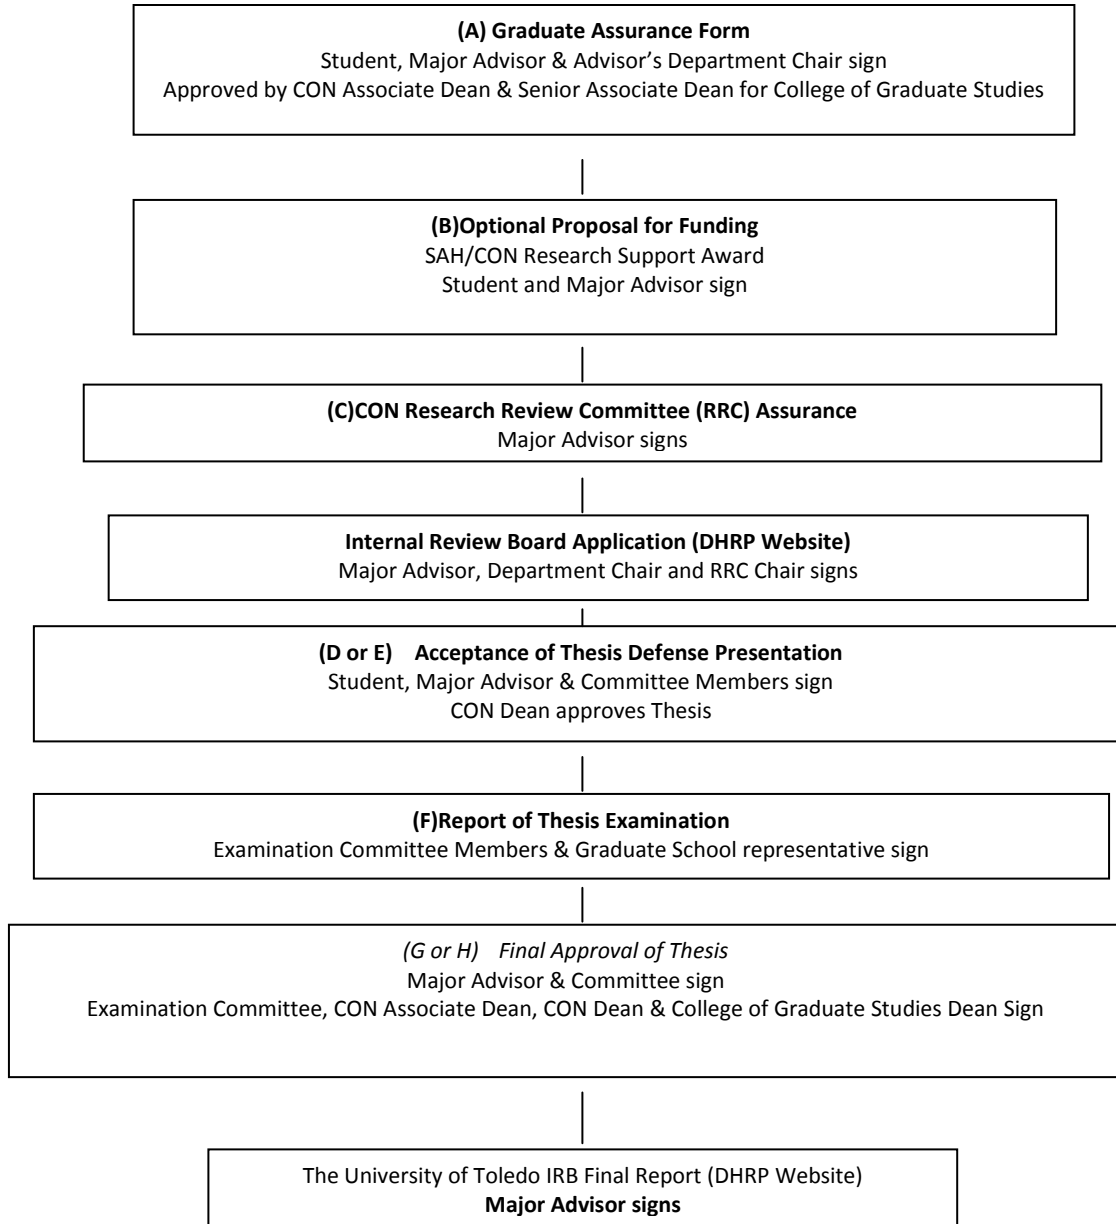 (A) Graduate Assurance Form
Student, Major Advisor & Advisor’s Department Chair sign
Approved by CON Associate Dean & Senior Associate Dean for College of Graduate Studies
(B)Optional Proposal for Funding
SAH/CON Research Support Award
Student and Major Advisor sign
(C)CON Research Review Committee (RRC) Assurance
Major Advisor signs
Internal Review Board Application (DHRP Website)
Major Advisor, Department Chair and RRC Chair signs
(D or E) Acceptance of Thesis Defense Presentation
Student, Major Advisor & Committee Members sign
CON Dean approves Thesis
(F)Report of Thesis Examination
Examination Committee Members & Graduate School representative sign
(G or H) Final Approval of Thesis
Major Advisor & Committee sign
Examination Committee, CON Associate Dean, CON Dean & College of Graduate Studies Dean Sign
The University of Toledo IRB Final Report (DHRP Website)
Major Advisor signs